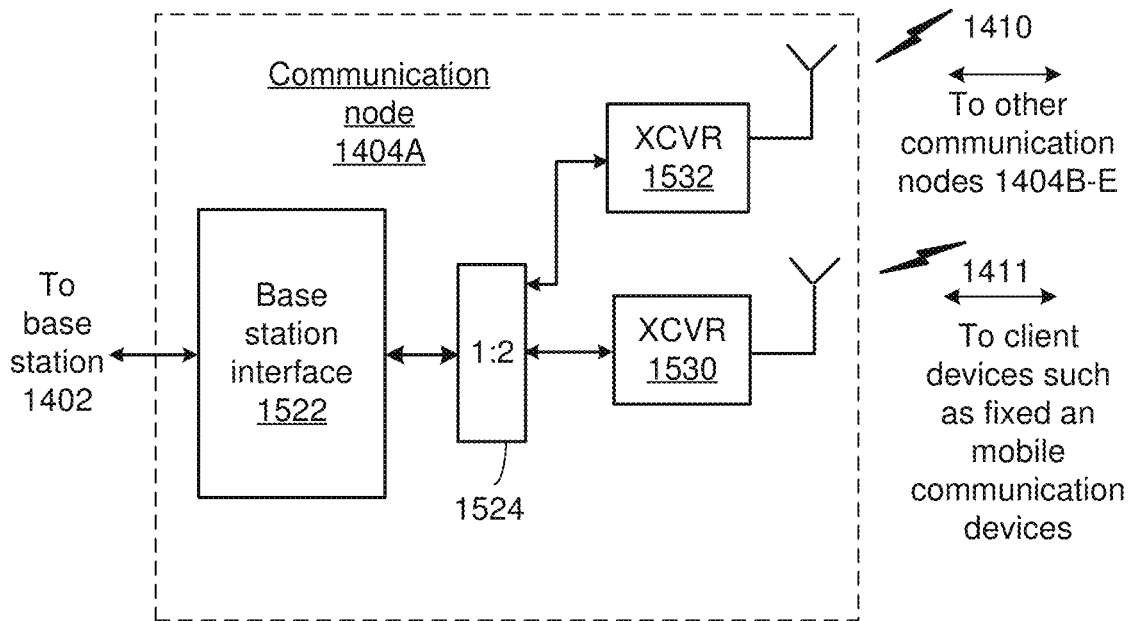 Communication
node
1404A
To
base
station
1402
Base
station
interface
1522
1:2
1524
XCVR
1532
XCVR
1530
1410
To other
communication
nodes 1404B-E
1411
To client
devices such
as fixed an
mobile
communication
devices